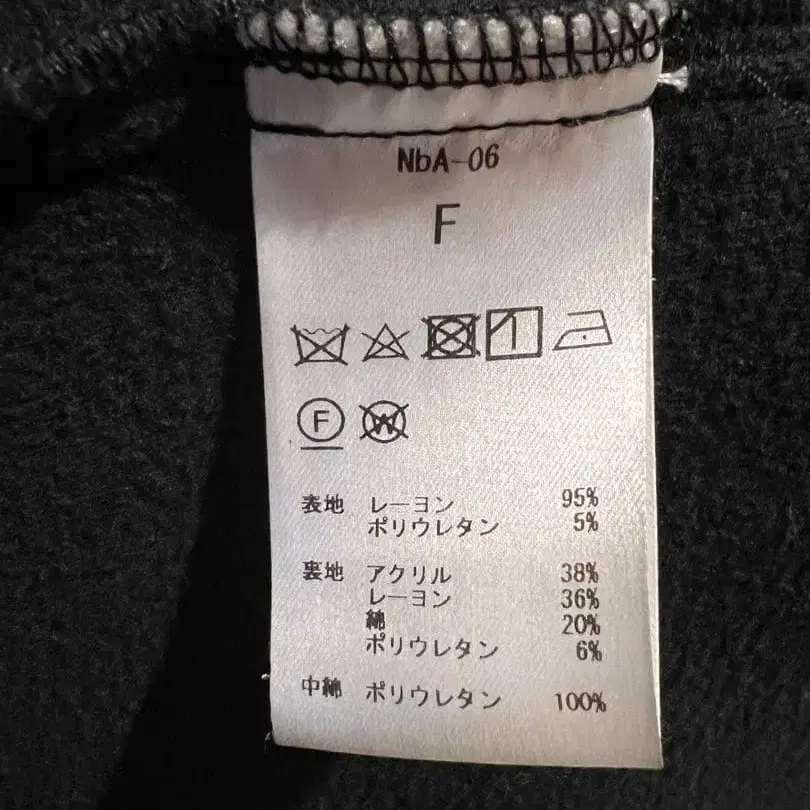 NbA-06
F
F
W
表地 レーヨン 95%
ポリウレタン 5%
裏地 アクリル 38%
レーヨン 36%
綿 20%
ポリウレタン 6%
中綿 ポリウレタン 100%